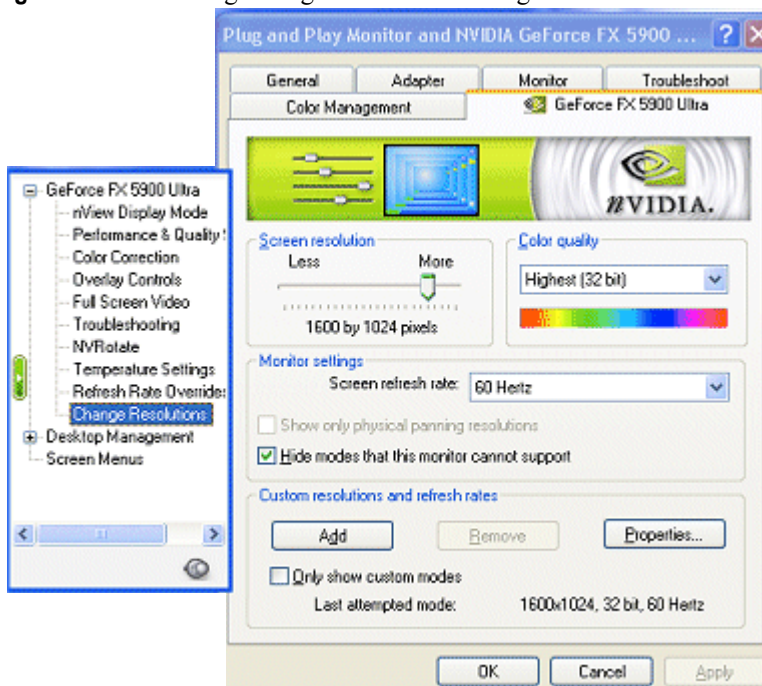 Plug and Play Monitor and NVIDIA GeForce FX 5900 ...
General Adapter Monitor Troubleshoot
Color Management GeForce FX 5900 Ultra
nVIDIA.
GeForce FX 5900 Ultra
nView Display Mode
Performance & Quality
Color Correction
Overlay Controls
Full Screen Video
Troubleshooting
NVRotate
Temperature Settings
Refresh Rate Override
Change Resolutions
Desktop Management
Screen Menus
Screen resolution
Less More
1600 by 1024 pixels
Color quality
Highest (32 bit)
Monitor settings
Screen refresh rate: 60 Hertz
Show only physical panning resolutions
Hide modes that this monitor cannot support
Custom resolutions and refresh rates
Add Remove Properties...
Only show custom modes
Last attempted mode: 1600x1024, 32 bit, 60 Hertz
OK Cancel Apply